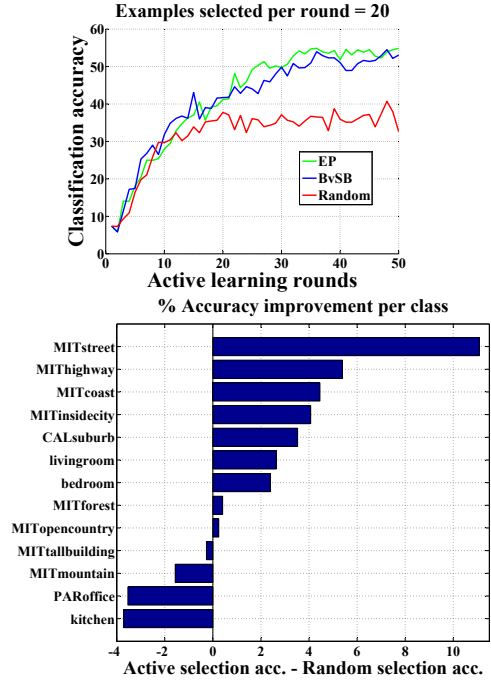 Examples selected per round = 20
Classification accuracy
60
50
40
30
20
10
0
EP
BvSB
Random
0 10 20 30 40 50
Active learning rounds
% Accuracy improvement per class
MITstreet
MIThighway
MITcoast
MITinsidecity
CALsuburb
livingroom
bedroom
MITforest
MITopencountry
MITtallbuilding
MITmountain
PARoffice
kitchen
-4 -2 0 2 4 6 8 10
Active selection acc. - Random selection acc.